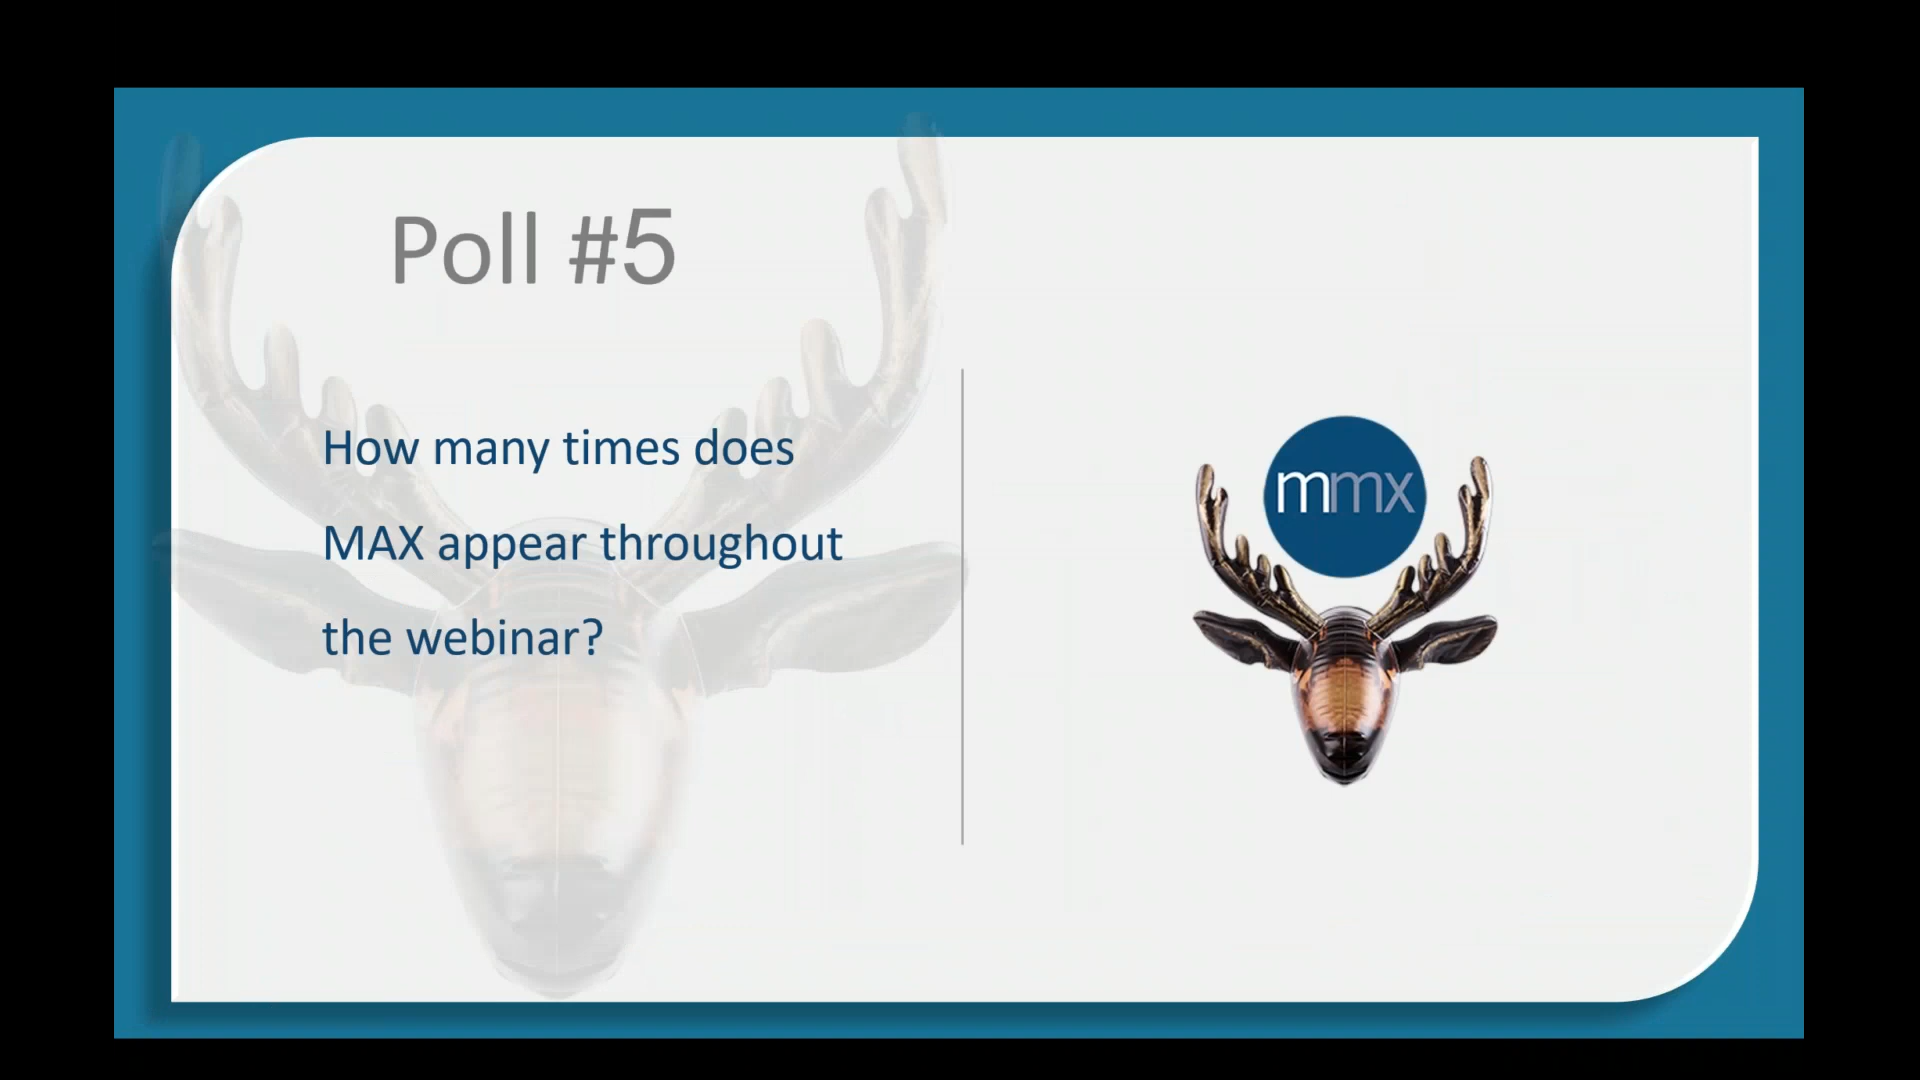 Poll #5
How many times does
MAX appear throughout
the webinar?
mmx